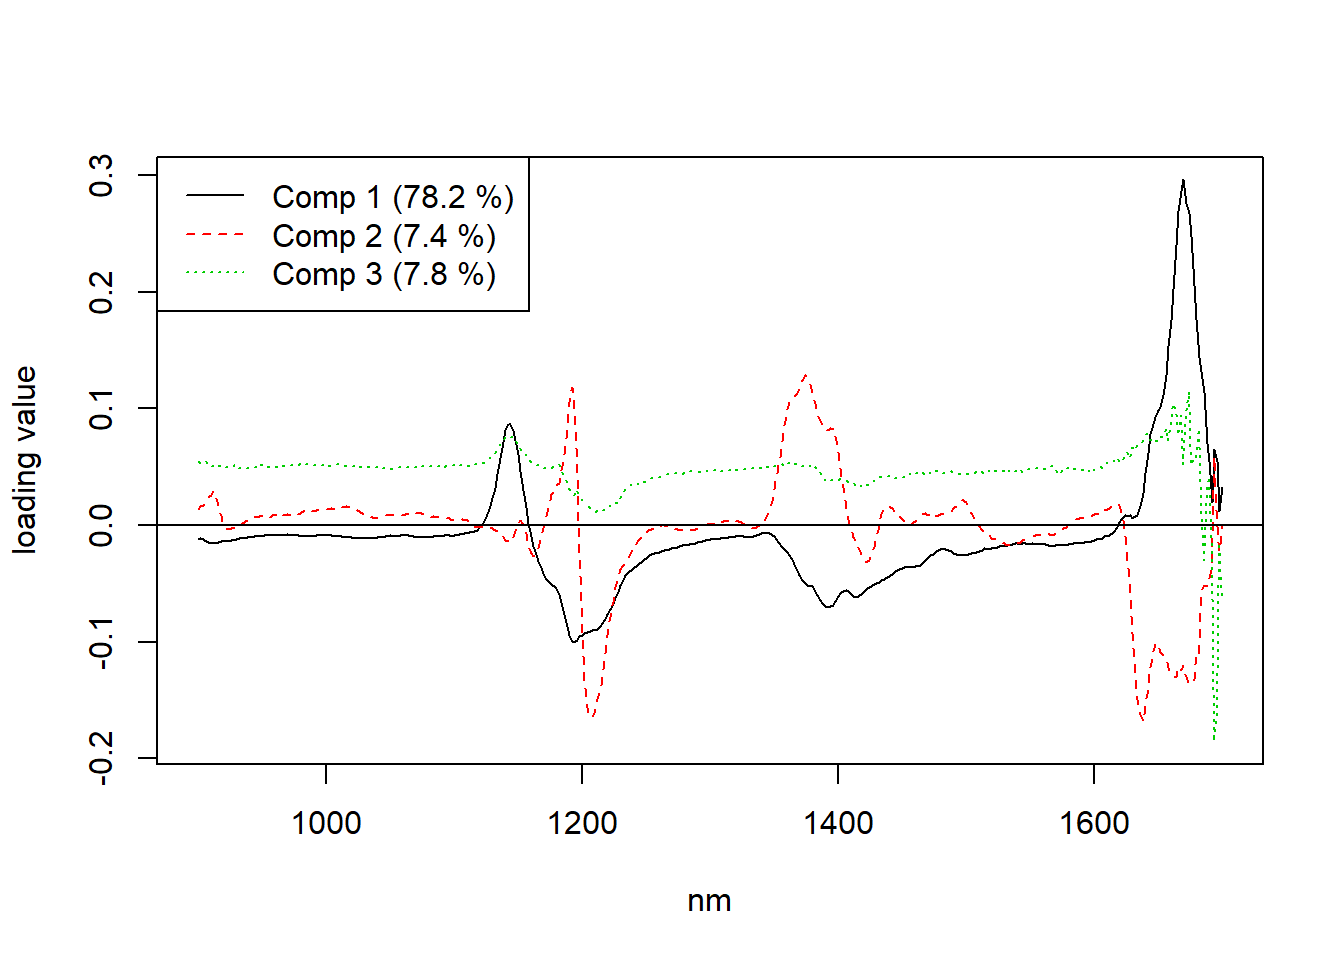 Comp 1 (78.2 %)
Comp 2 (7.4 %)
Comp 3 (7.8 %)
loading value
0.3
0.2
0.1
0.0
-0.1
-0.2
1000 1200 1400 1600
nm